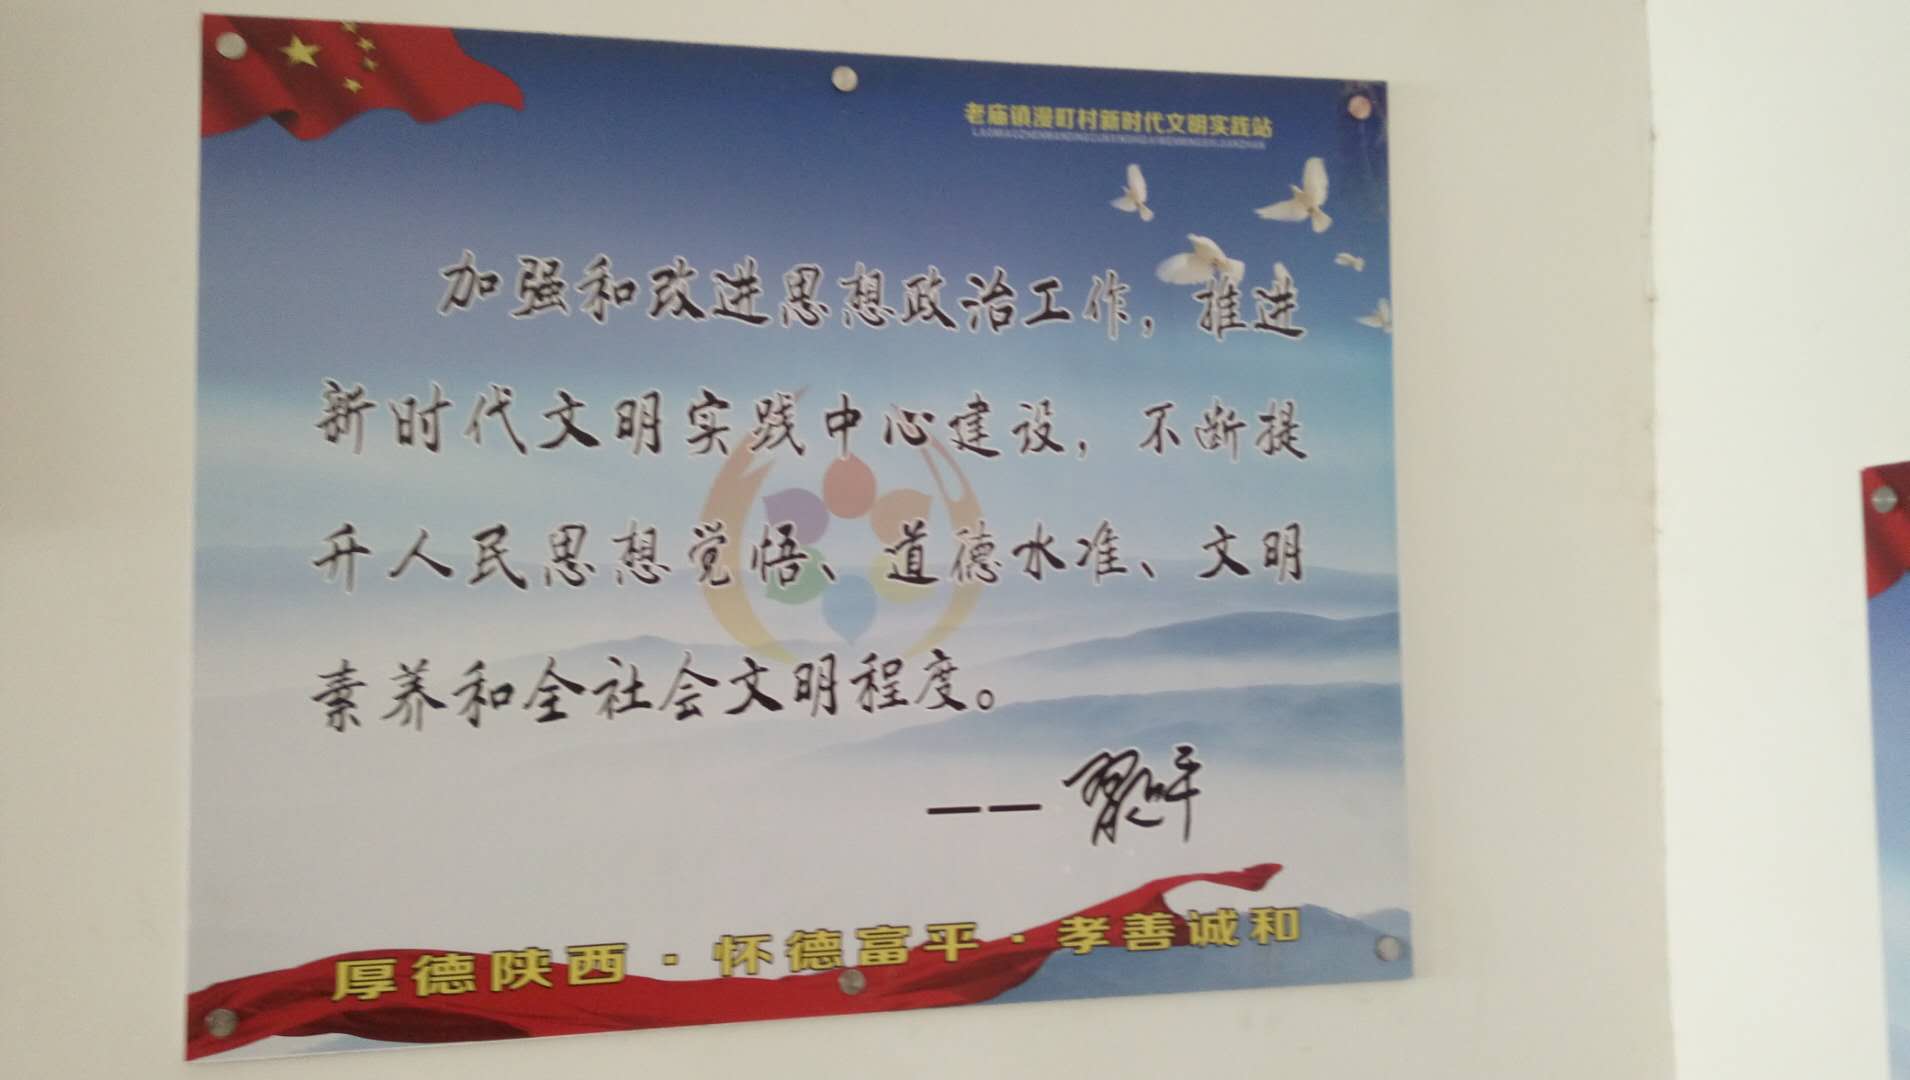 老庙镇漫町村新时代文明实践站
加强和改进思想政治工作，推进
新时代文明实践中心建设，不断提
升人民思想觉悟、道德水准、文明
素养和全社会文明程度。
——习近平
厚德陕西·怀德富平·孝善诚和